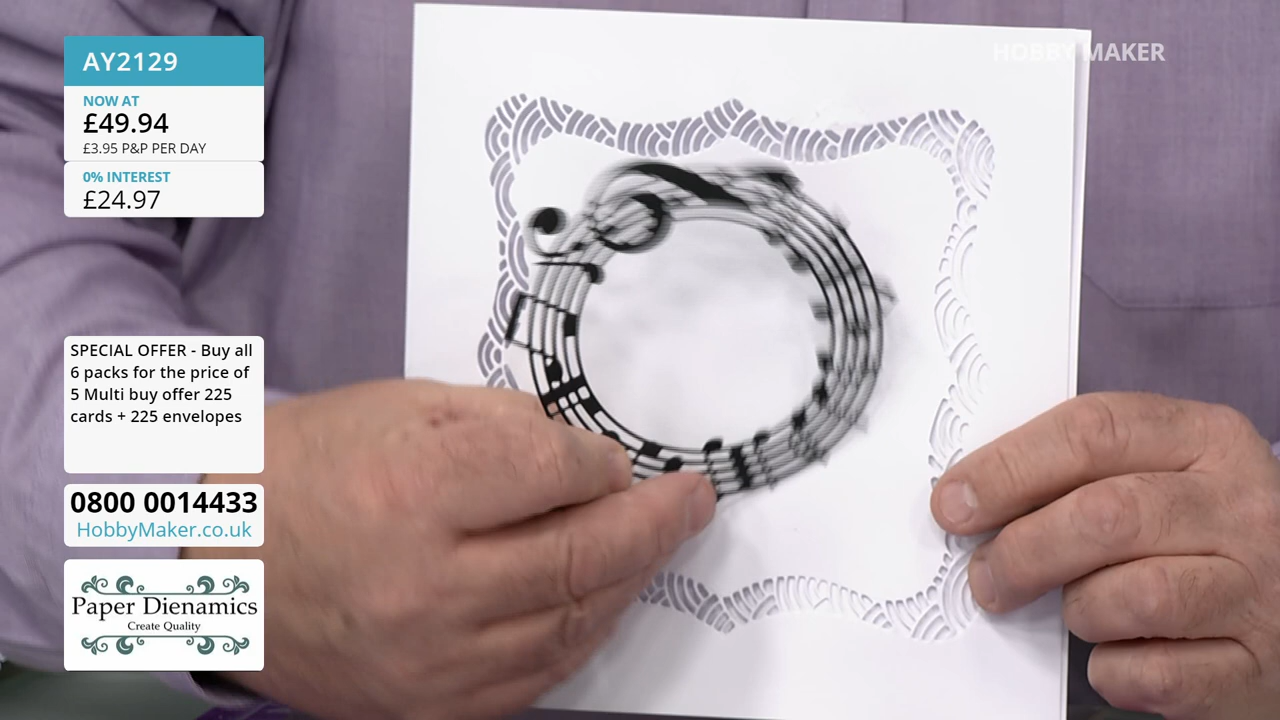 AY2129
NOW AT
£49.94
£3.95 P&P PER DAY
0% INTEREST
£24.97
SPECIAL OFFER - Buy all
6 packs for the price of
5 Multi buy offer 225
cards + 225 envelopes
0800 0014433
HobbyMaker.co.uk
Paper Dienamics
Create Quality
HOBBY MAKER